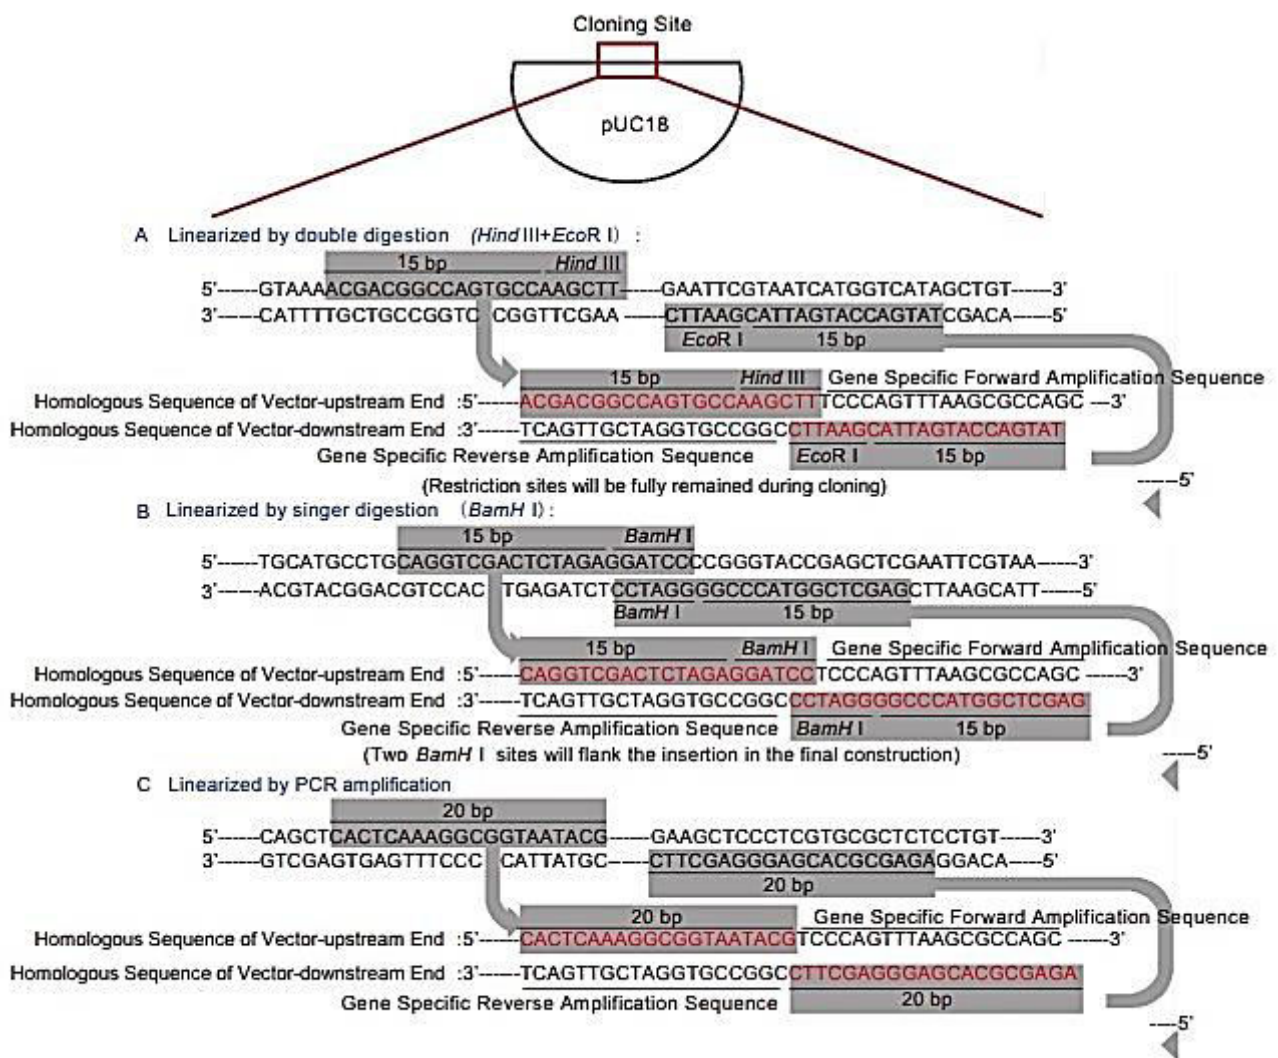 Cloning Site
pUC18
A Linearized by double digestion (Hind III+EcoR I) :
15 bp Hind III
5'-----GTAAAACGACGGCCAGTGCCAAGCTT-----GAATTCGTAATCATGGTCATAGCTGT-----3'
3'-----CATTTTGCTGCCGGTC CGGTTCGAA-----CTTAAGCATTAGTACCAGTATCGACA-----5'
EcoR I 15 bp
15 bp Hind III Gene Specific Forward Amplification Sequence
Homologous Sequence of Vector-upstream End :5'-----ACGACGGCCAGTGCCAAGCTTTCCCAGTTTAAGCGCCAGC---3'
Homologous Sequence of Vector-downstream End :3'-----TCAGTTGCTAGGTGCCGGCCTTAAGCATTAGTACCAGTAT
Gene Specific Reverse Amplification Sequence EcoR I 15 bp
-----5'
(Restriction sites will be fully remained during cloning)
B Linearized by singer digestion (BamH I):
15 bp BamH I
5'-----TGCATGCCTGCAGGTCGACTCTAGAGGATCCCCGGGTACCGAGCTCGAATTCGTAA-----3'
3'-----ACGTACGGACGTCCAC TGAGATCTCCTAGGGGCCCATGGCTCGAGCTTAAGCATT-----5'
BamH I 15 bp
15 bp BamH I Gene Specific Forward Amplification Sequence
Homologous Sequence of Vector-upstream End :5'-----CAGGTCGACTCTAGAGGATCCTCCCAGTTTAAGCGCCAGC-----3'
Homologous Sequence of Vector-downstream End :3'-----TCAGTTGCTAGGTGCCGGCCCTAGGGGCCCATGGCTCGAG
Gene Specific Reverse Amplification Sequence BamH I 15 bp
(Two BamH I sites will flank the insertion in the final construction)
-----5'
C Linearized by PCR amplification
20 bp
5'-----CAGCTCACTCAAAGGCGGTAATACG-----GAAGCTCCCTCGTGCGCTCTCCTGT-----3'
3'-----GTCGAGTGAGTTTCCC CATTATGC-----CTTCGAGGGAGCACGCGAGAGGACA-----5'
20 bp
20 bp Gene Specific Forward Amplification Sequence
Homologous Sequence of Vector-upstream End :5'-----CACTCAAAGGCGGTAATACGTCCCAGTTTAAGCGCCAGC-----3'
Homologous Sequence of Vector-downstream End :3'-----TCAGTTGCTAGGTGCCGGCCTTCGAGGGAGCACGCGAGA
Gene Specific Reverse Amplification Sequence 20 bp
-----5'